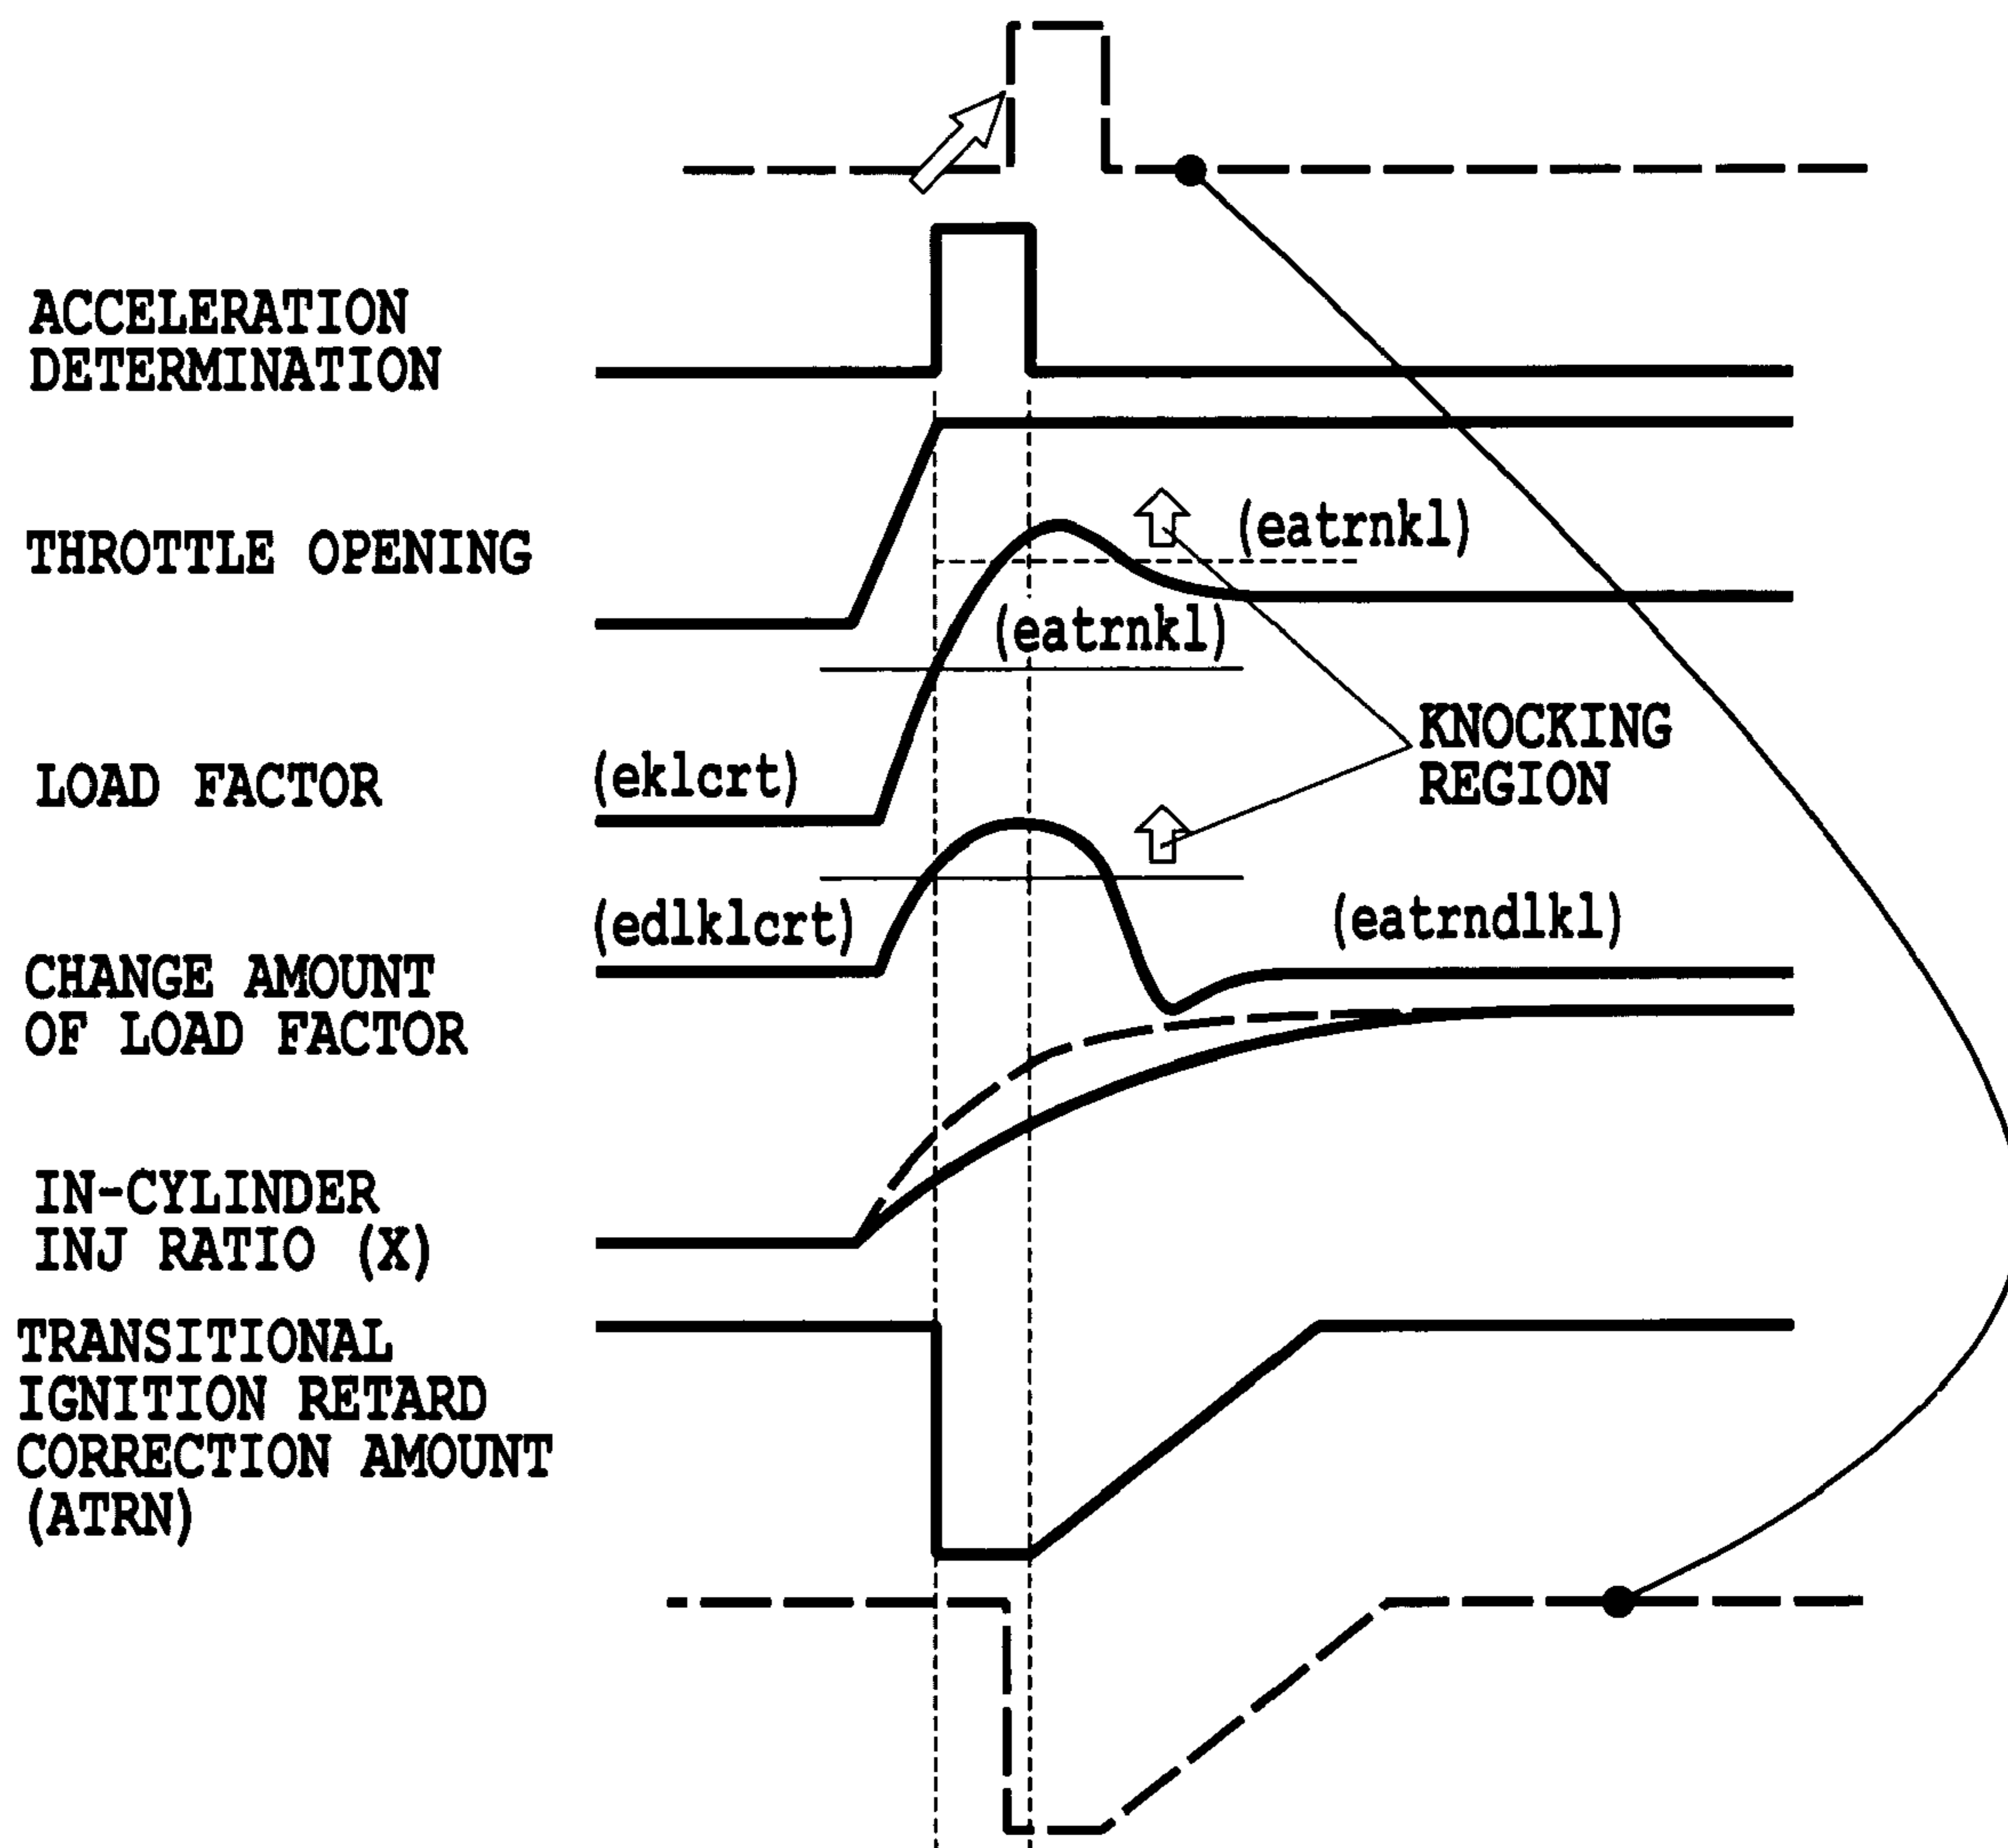 ACCELERATION
DETERMINATION
THROTTLE OPENING
(eatrnkl)
(eatrnkl)
LOAD FACTOR
(eklcrt)
KNOCKING
REGION
(edlklcrt)
(eatrndlkl)
CHANGE AMOUNT
OF LOAD FACTOR
IN-CYLINDER
INJ RATIO (X)
TRANSITIONAL
IGNITION RETARD
CORRECTION AMOUNT
(ATRN)